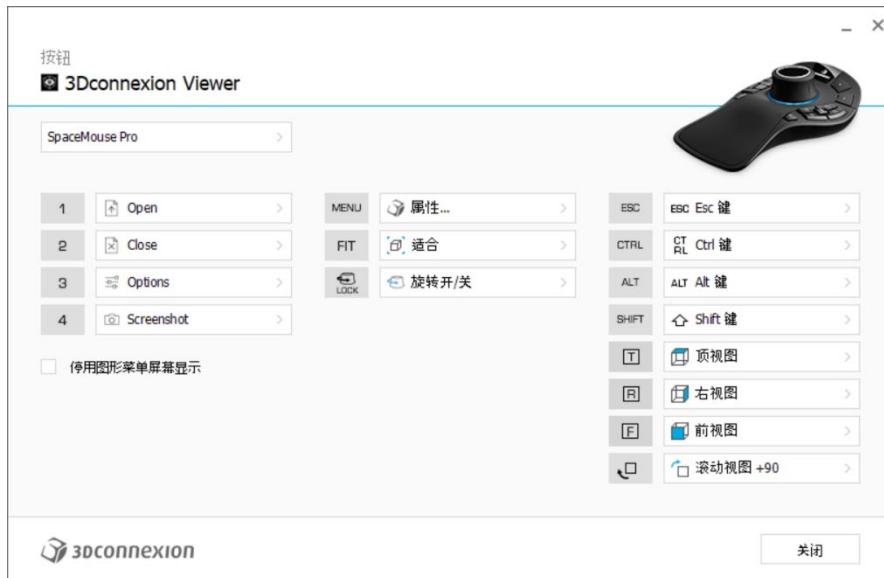 按钮
3Dconnexion Viewer
SpaceMouse Pro
1 Open
2 Close
3 Options
4 Screenshot
停用图形菜单屏幕显示
MENU 属性...
FIT 适合
LOCK 旋转开/关
ESC ESC Esc 键
CTRL CTRL Ctrl 键
ALT ALT Alt 键
SHIFT Shift 键
T 顶视图
R 右视图
F 前视图
滚动视图 +90
3Dconnexion
关闭